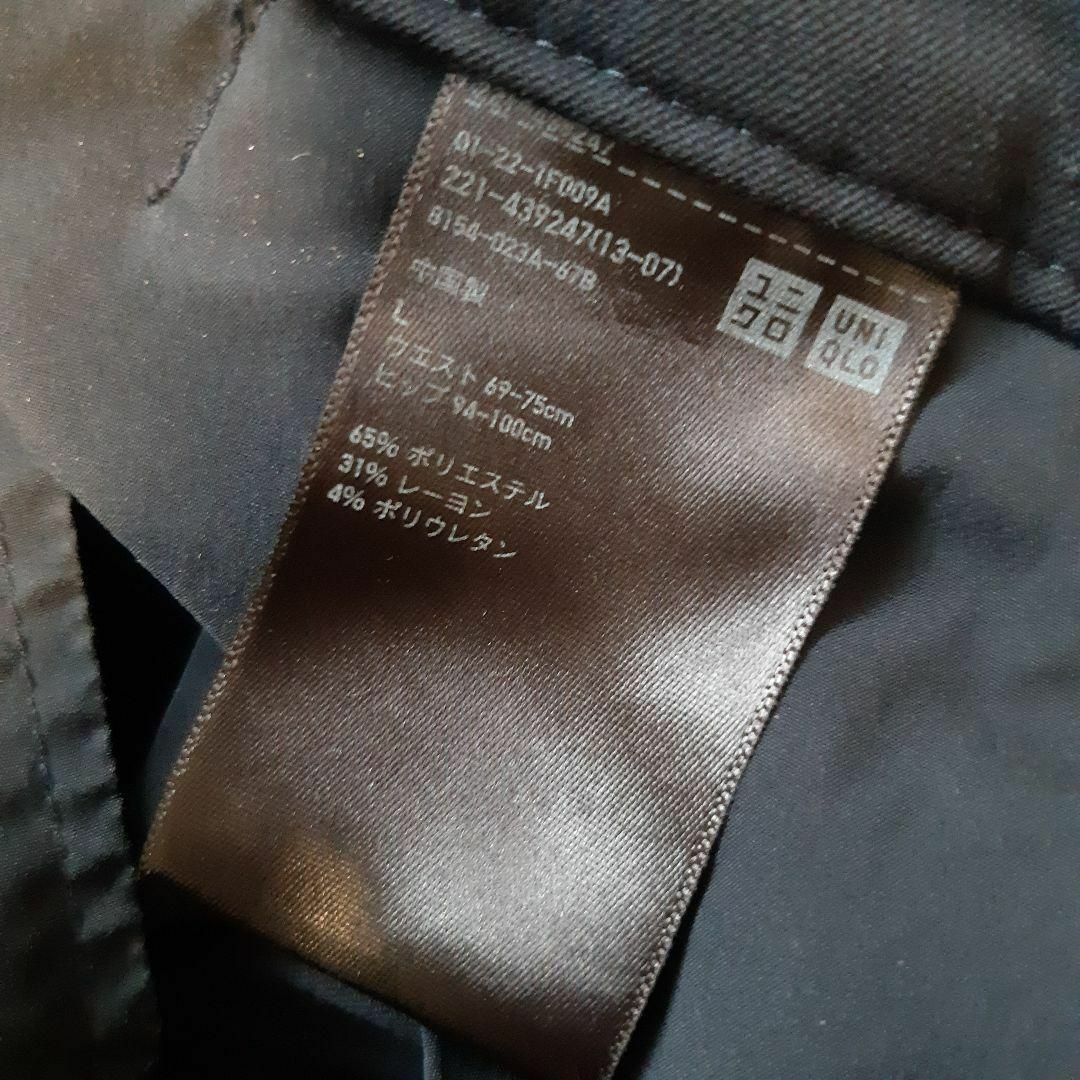 01-22-1F009A
221-439247(13-07)
8154-023A-67B
中国製
L
ウエスト 69-75cm
ヒップ 94-100cm
65% ポリエステル
31% レーヨン
4% ポリウレタン
ユニ
クロ
UNI
QLO